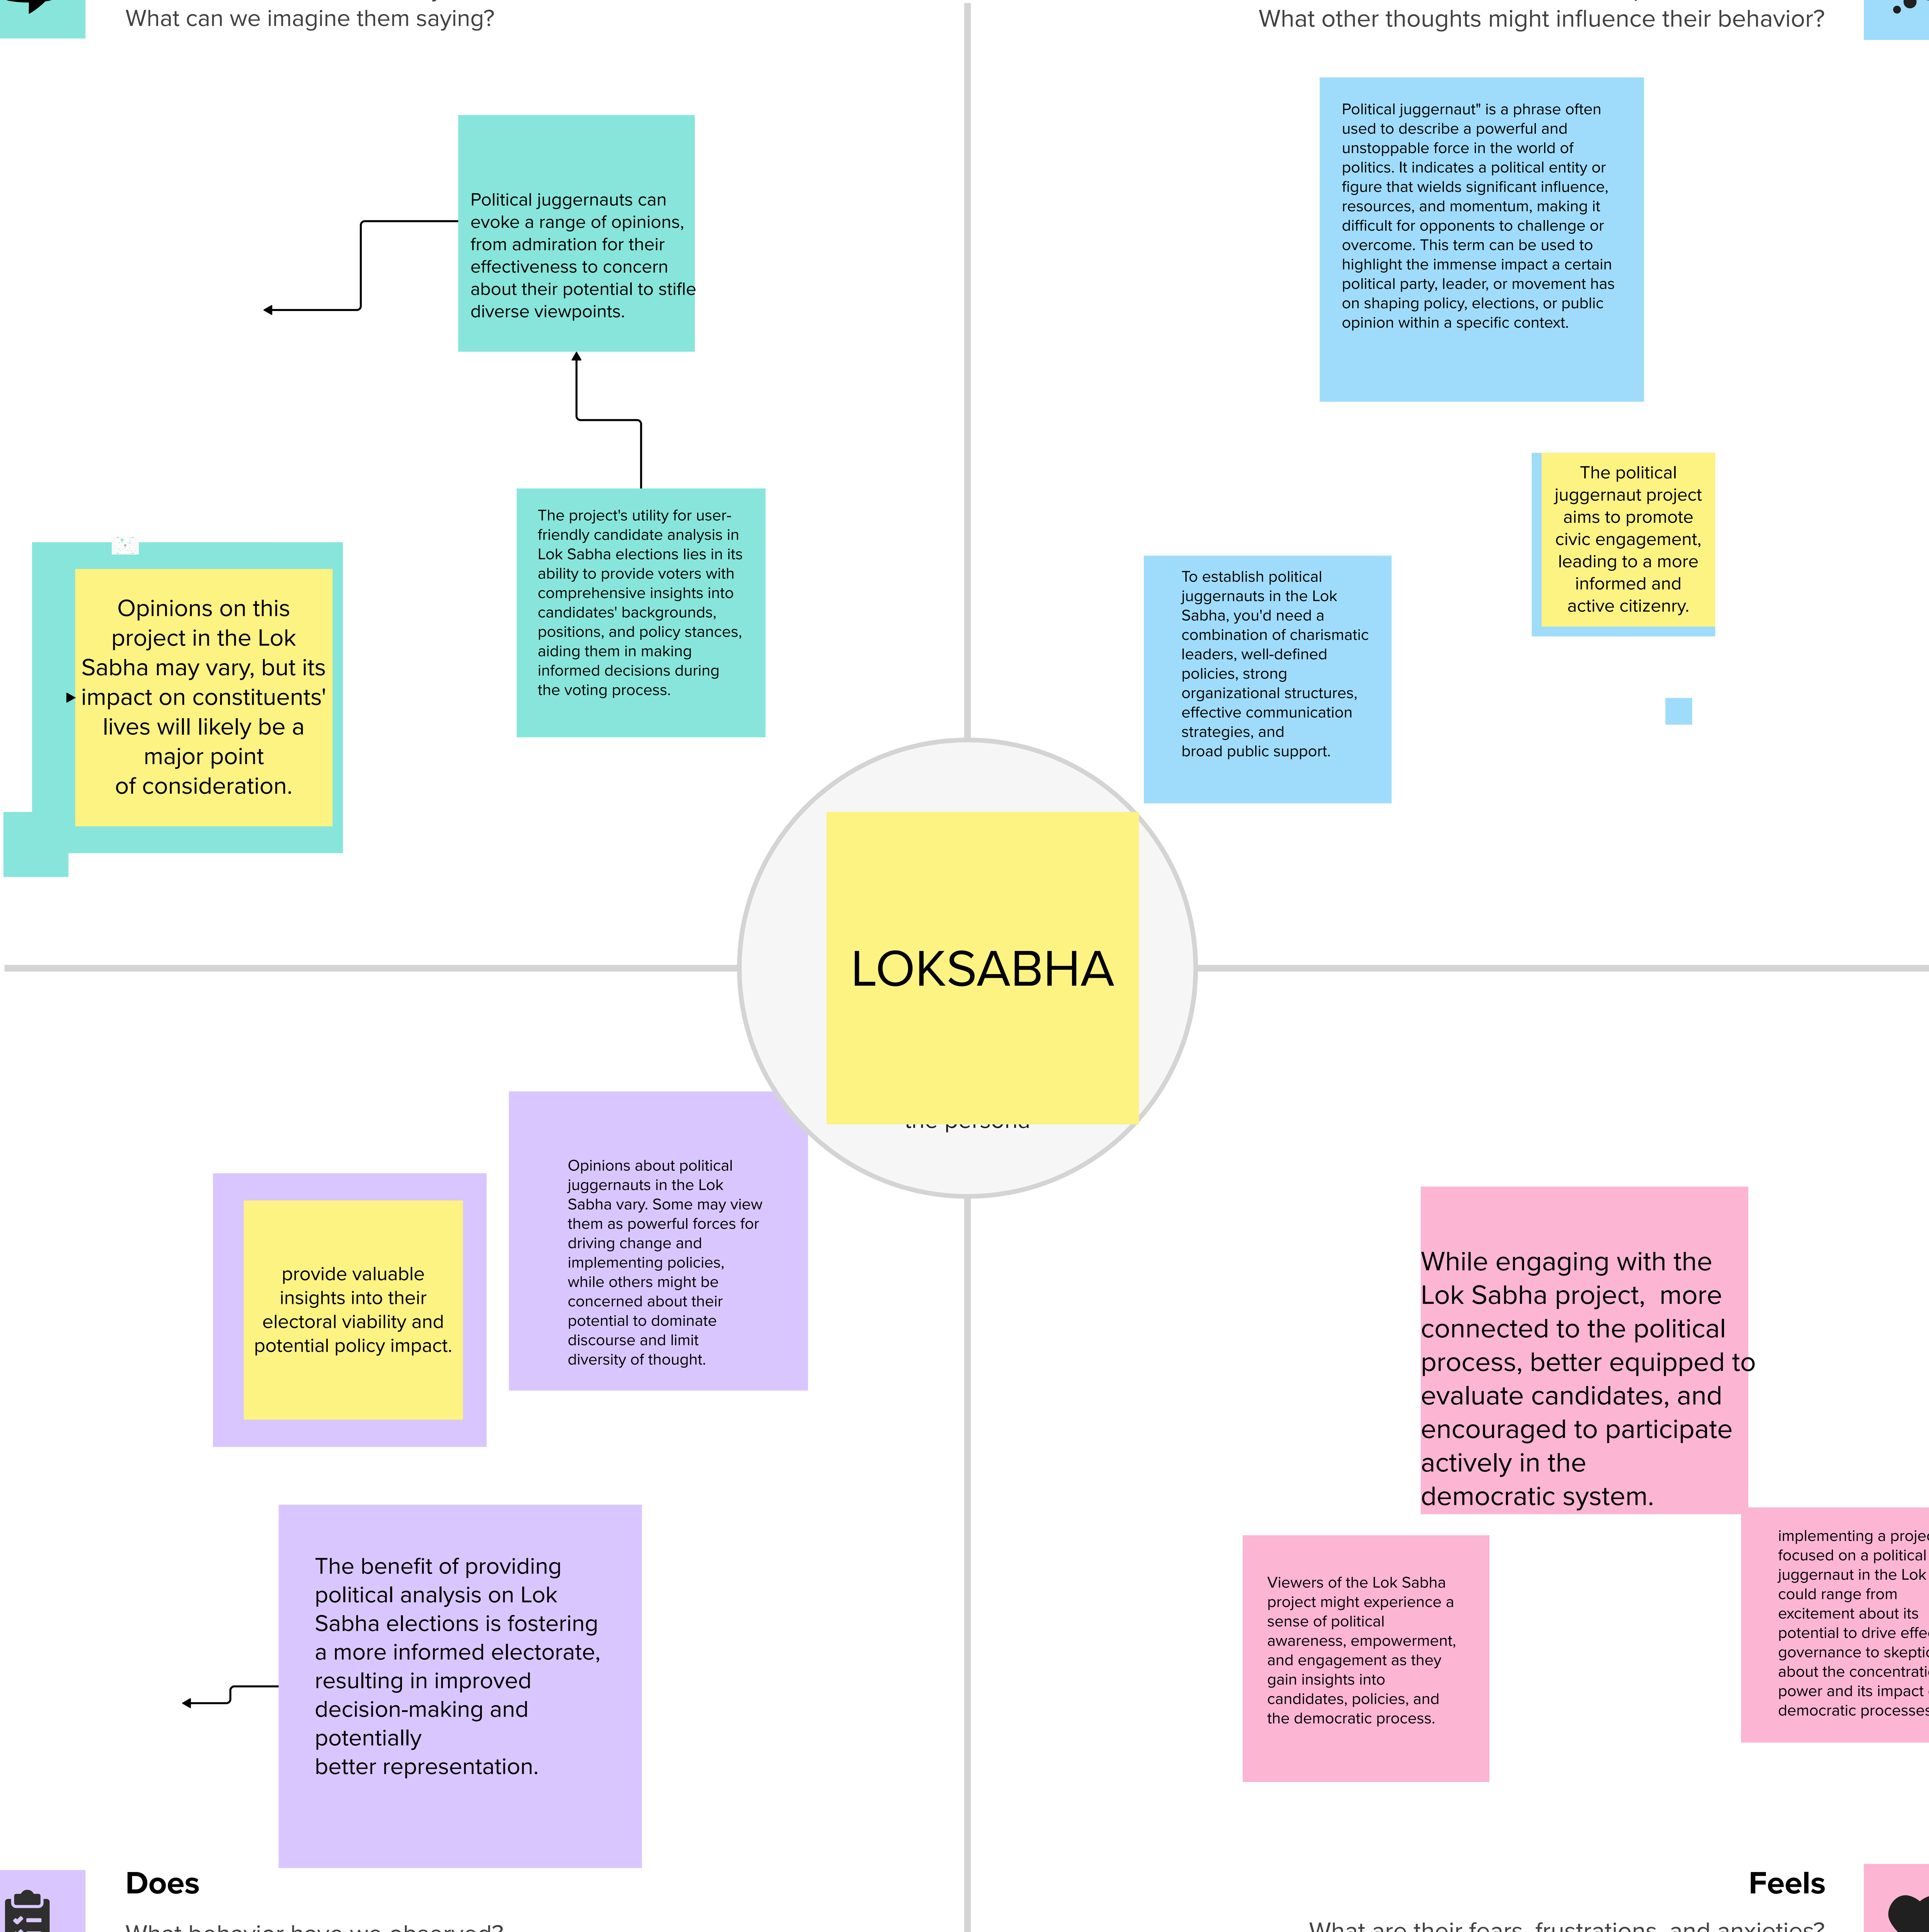 What can we imagine them saying?
What other thoughts might influence their behavior?
Political juggernauts can
evoke a range of opinions,
from admiration for their
effectiveness to concern
about their potential to stifle
diverse viewpoints.
The project's utility for user-
friendly candidate analysis in
Lok Sabha elections lies in its
ability to provide voters with
comprehensive insights into
candidates' backgrounds,
positions, and policy stances,
aiding them in making
informed decisions during
the voting process.
Opinions on this
project in the Lok
Sabha may vary, but its
impact on constituents'
lives will likely be a
major point
of consideration.
Political juggernaut" is a phrase often
used to describe a powerful and
unstoppable force in the world of
politics. It indicates a political entity or
figure that wields significant influence,
resources, and momentum, making it
difficult for opponents to challenge or
overcome. This term can be used to
highlight the immense impact a certain
political party, leader, or movement has
on shaping policy, elections, or public
opinion within a specific context.
The political
juggernaut project
aims to promote
civic engagement,
leading to a more
informed and
active citizenry.
To establish political
juggernauts in the Lok
Sabha, you'd need a
combination of charismatic
leaders, well-defined
policies, strong
organizational structures,
effective communication
strategies, and
broad public support.
LOKSABHA
the persona
Opinions about political
juggernauts in the Lok
Sabha vary. Some may view
them as powerful forces for
driving change and
implementing policies,
while others might be
concerned about their
potential to dominate
discourse and limit
diversity of thought.
provide valuable
insights into their
electoral viability and
potential policy impact.
The benefit of providing
political analysis on Lok
Sabha elections is fostering
a more informed electorate,
resulting in improved
decision-making and
potentially
better representation.
While engaging with the
Lok Sabha project,  more
connected to the political
process, better equipped to
evaluate candidates, and
encouraged to participate
actively in the
democratic system.
Viewers of the Lok Sabha
project might experience a
sense of political
awareness, empowerment,
and engagement as they
gain insights into
candidates, policies, and
the democratic process.
implementing a
focused on a political
juggernaut in the Lok
could range from
excitement about its
potential to drive
governance to
about the
power and its impact
democratic processes
Does
What behavior have we observed?
Feels
What are their fears, frustrations, and anxieties?